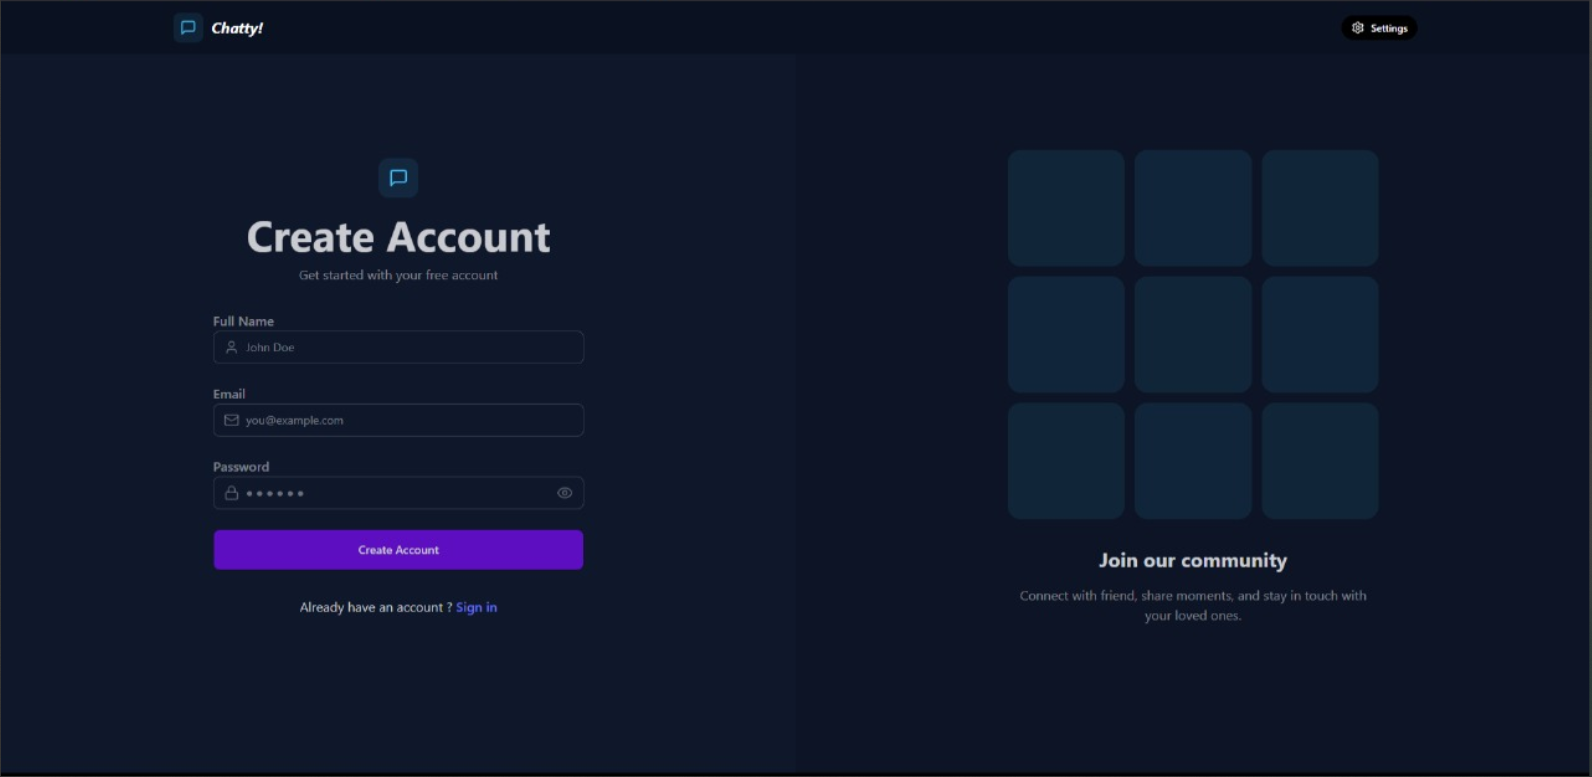 Chatty!
Settings
Create Account
Get started with your free account
Full Name
John Doe
Email
you@example.com
Password
••••••
Create Account
Already have an account ? Sign in
Join our community
Connect with friend, share moments, and stay in touch with
your loved ones.